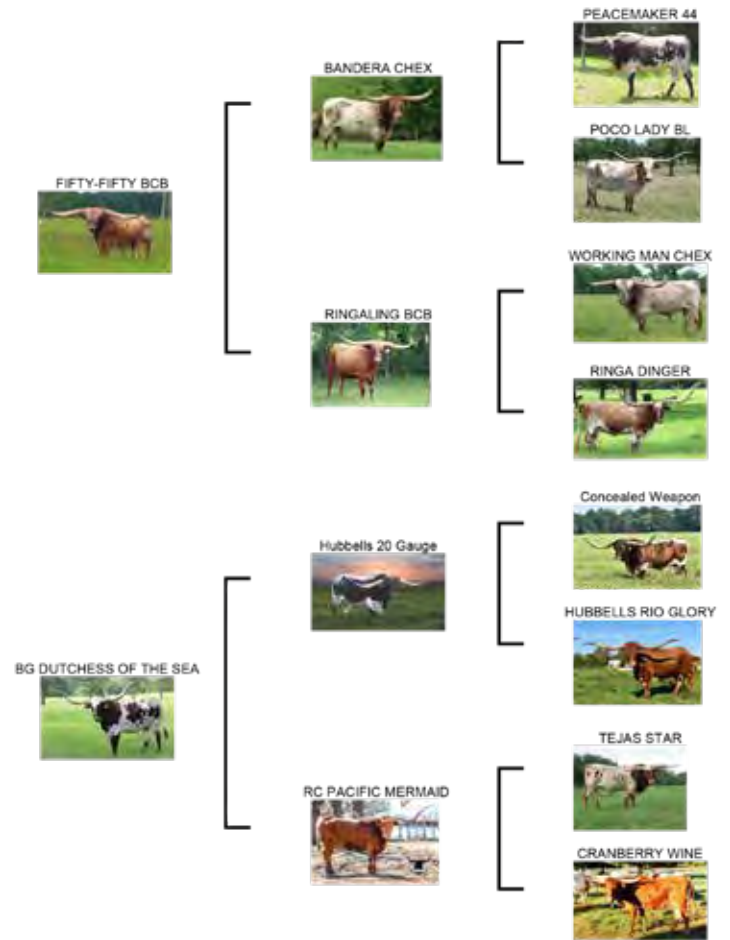 PEACEMAKER 44
BANDERA CHEX
POCO LADY BL
FIFTY-FIFTY BCB
WORKING MAN CHEX
RINGALING BCB
RINGA DINGER
Concealed Weapon
Hubbells 20 Gauge
HUBBELLS RIO GLORY
BG DUTCHESS OF THE SEA
TEJAS STAR
RC PACIFIC MERMAID
CRANBERRY WINE